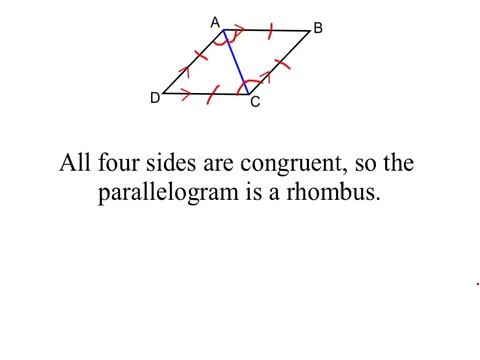 A
B
D
C
All four sides are congruent, so the
parallelogram is a rhombus.